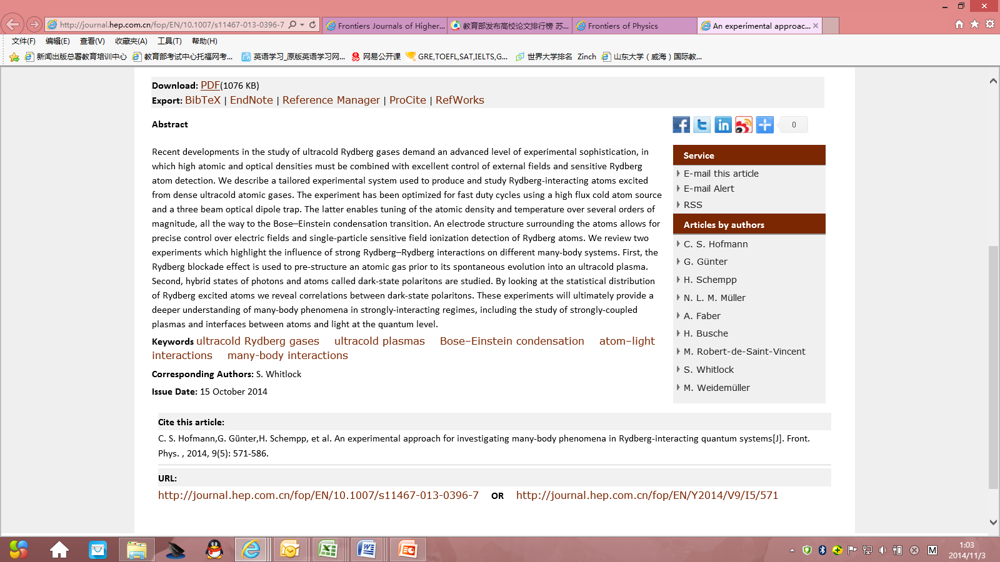 http://journal.hep.com.cn/fop/EN/10.1007/s11467-013-0396-7
Frontiers Journals of Higher...
教育部发布高校论文排行榜 苏...
Frontiers of Physics
An experimental approac...
文件(F) 编辑(E) 查看(V) 收藏夹(A) 工具(T) 帮助(H)
新闻出版总署教育培训中心 教育部考试中心托福网考... 英语学习_原版英语学习网... 网易公开课 GRE,TOEFL,SAT,IELTS,G... 世界大学排名 Zinch 山东大学（威海）国际教...
Download: PDF(1076 KB)
Export: BibTeX | EndNote | Reference Manager | ProCite | RefWorks
Abstract
0
Recent developments in the study of ultracold Rydberg gases demand an advanced level of experimental sophistication, in
which high atomic and optical densities must be combined with excellent control of external fields and sensitive Rydberg
atom detection. We describe a tailored experimental system used to produce and study Rydberg-interacting atoms excited
from dense ultracold atomic gases. The experiment has been optimized for fast duty cycles using a high flux cold atom source
and a three beam optical dipole trap. The latter enables tuning of the atomic density and temperature over several orders of
magnitude, all the way to the Bose–Einstein condensation transition. An electrode structure surrounding the atoms allows for
precise control over electric fields and single-particle sensitive field ionization detection of Rydberg atoms. We review two
experiments which highlight the influence of strong Rydberg–Rydberg interactions on different many-body systems. First, the
Rydberg blockade effect is used to pre-structure an atomic gas prior to its spontaneous evolution into an ultracold plasma.
Second, hybrid states of photons and atoms called dark-state polaritons are studied. By looking at the statistical distribution
of Rydberg excited atoms we reveal correlations between dark-state polaritons. These experiments will ultimately provide a
deeper understanding of many-body phenomena in strongly-interacting regimes, including the study of strongly-coupled
plasmas and interfaces between atoms and light at the quantum level.
Keywords ultracold Rydberg gases ultracold plasmas Bose–Einstein condensation atom–light
interactions many-body interactions
Corresponding Authors: S. Whitlock
Issue Date: 15 October 2014
Service
E-mail this article
E-mail Alert
RSS
Articles by authors
C. S. Hofmann
G. Günter
H. Schempp
N. L. M. Müller
A. Faber
H. Busche
M. Robert-de-Saint-Vincent
S. Whitlock
M. Weidemüller
Cite this article:
C. S. Hofmann,G. Günter,H. Schempp, et al. An experimental approach for investigating many-body phenomena in Rydberg-interacting quantum systems[J]. Front.
Phys. , 2014, 9(5): 571-586.
URL:
http://journal.hep.com.cn/fop/EN/10.1007/s11467-013-0396-7 OR http://journal.hep.com.cn/fop/EN/Y2014/V9/I5/571
M
1:03
2014/11/3